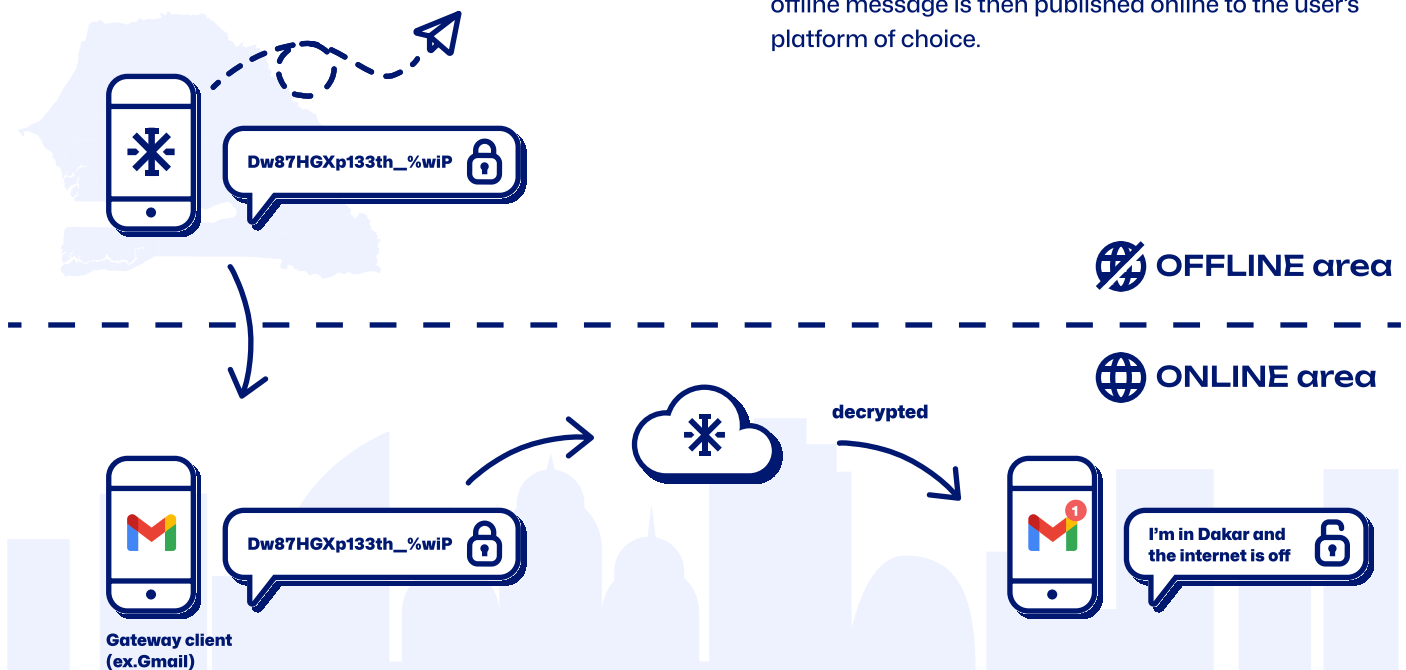 offline message is then published online to the user's
platform of choice.
Dw87HGXp133th_%wiP
OFFLINE area
ONLINE area
decrypted
Dw87HGXp133th_%wiP
1
I'm in Dakar and
the internet is off
Gateway client
(ex.Gmail)